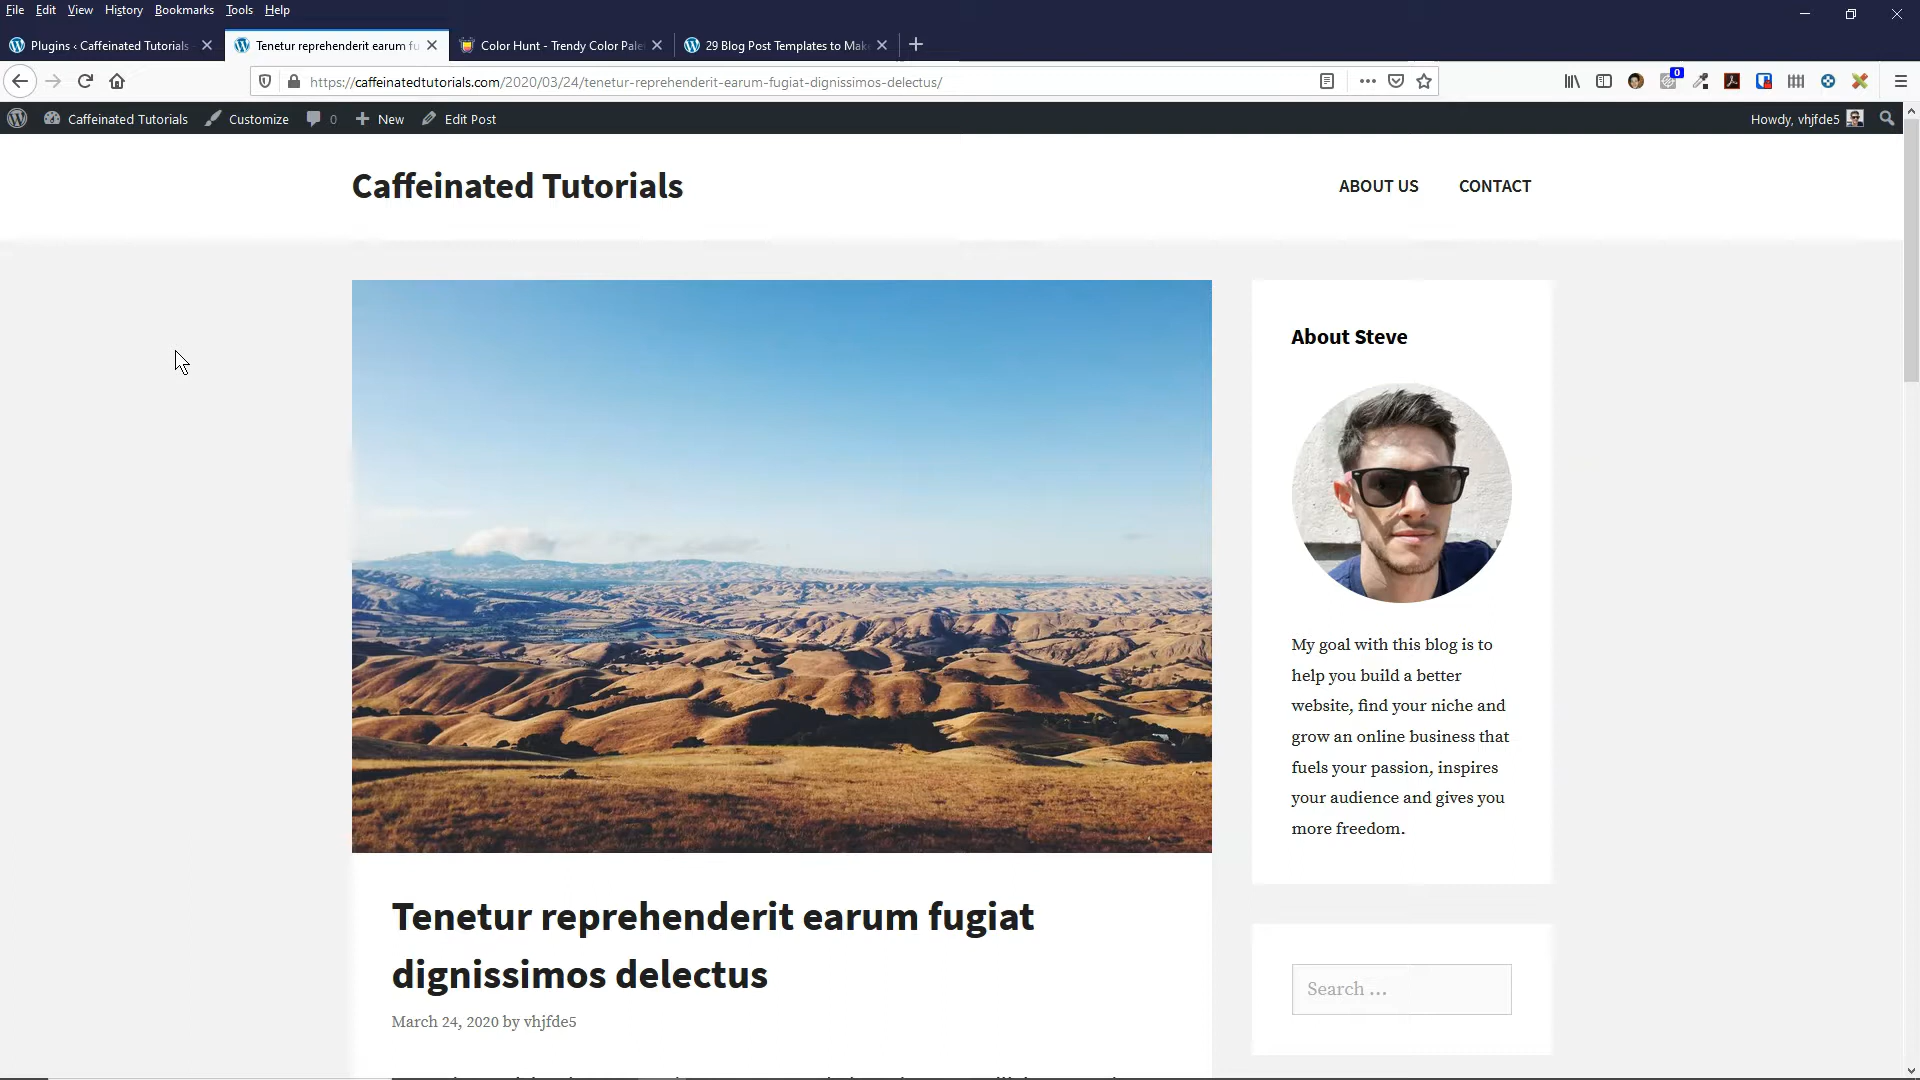 File Edit View History Bookmarks Tools Help
Plugins ‹ Caffeinated Tutorials
Tenetur reprehenderit earum fu
Color Hunt - Trendy Color Pale
29 Blog Post Templates to Mak
https://caffeinatedtutorials.com/2020/03/24/tenetur-reprehenderit-earum-fugiat-dignissimos-delectus/
0
Caffeinated Tutorials Customize 0 New Edit Post
Howdy, vhjfde5
Caffeinated Tutorials
ABOUT US CONTACT
About Steve
My goal with this blog is to
help you build a better
website, find your niche and
grow an online business that
fuels your passion, inspires
your audience and gives you
more freedom.
Tenetur reprehenderit earum fugiat
dignissimos delectus
March 24, 2020 by vhjfde5
Search …